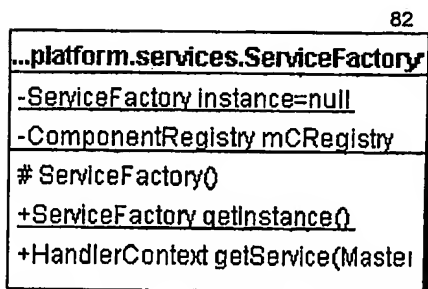 82
...platform.services.ServiceFactory
-ServiceFactory instance=null
-ComponentRegistry mCRegistry
# ServiceFactory()
+ServiceFactory getInstance()
+HandlerContext getService(Master